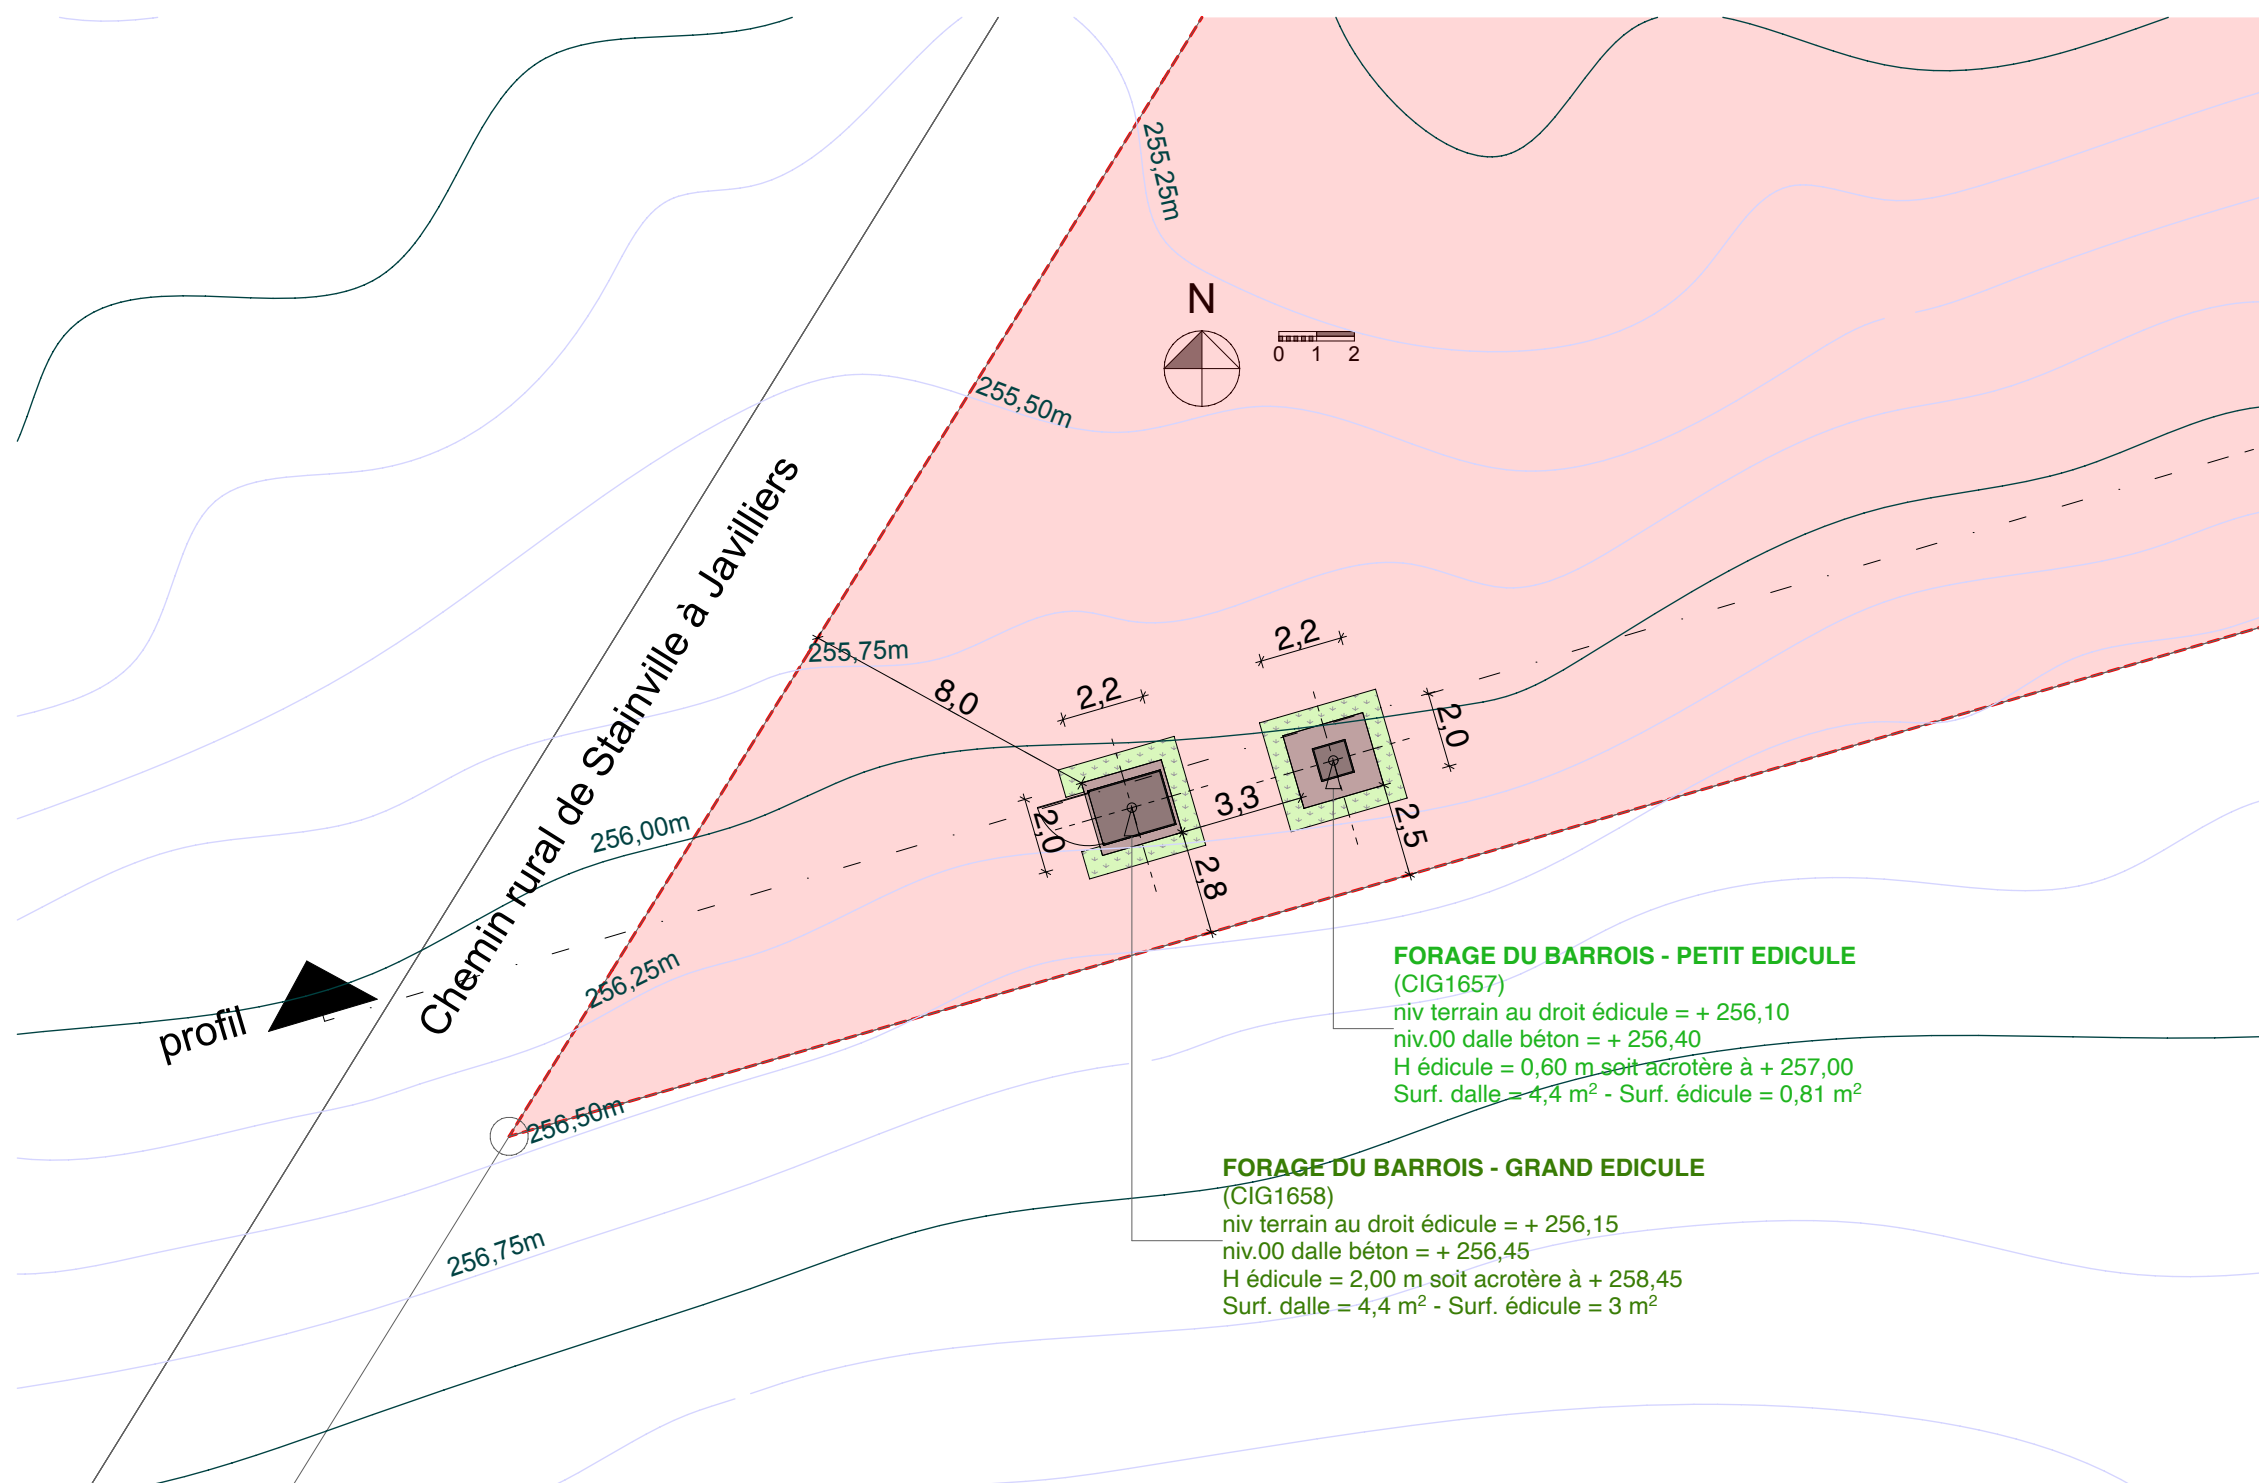 255,25m
N
0 1 2
255,50m
Chemin rural de Stainville à Javilliers
255,75m
8,0
2,2
2,2
2,0
256,00m
2,0
3,3
2,5
2,8
256,25m
profil
256,50m
256,75m
FORAGE DU BARROIS - PETIT EDICULE
(CIG1657)
niv terrain au droit édicule = + 256,10
niv.00 dalle béton = + 256,40
H édicule = 0,60 m soit acrotère à + 257,00
Surf. dalle = 4,4 m² - Surf. édicule = 0,81 m²
FORAGE DU BARROIS - GRAND EDICULE
(CIG1658)
niv terrain au droit édicule = + 256,15
niv.00 dalle béton = + 256,45
H édicule = 2,00 m soit acrotère à + 258,45
Surf. dalle = 4,4 m² - Surf. édicule = 3 m²